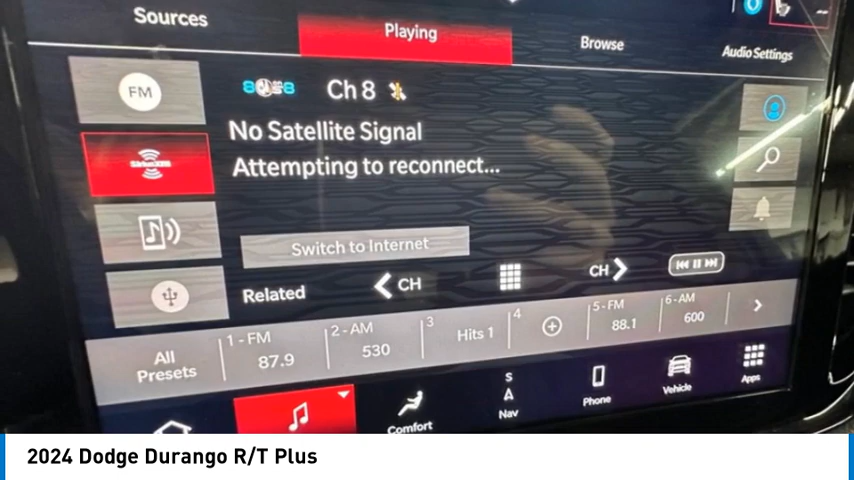 Sources
Playing
Browse
Audio Settings
FM
Ch 8
SiriusXM
No Satellite Signal
Attempting to reconnect...
Switch to Internet
Related
CH
CH
All Presets
1 - FM
87.9
2 - AM
530
3
Hits 1
4
5 - FM
88.1
6 - AM
600
Comfort
S
A
Nav
Phone
Vehicle
Apps
2024 Dodge Durango R/T Plus